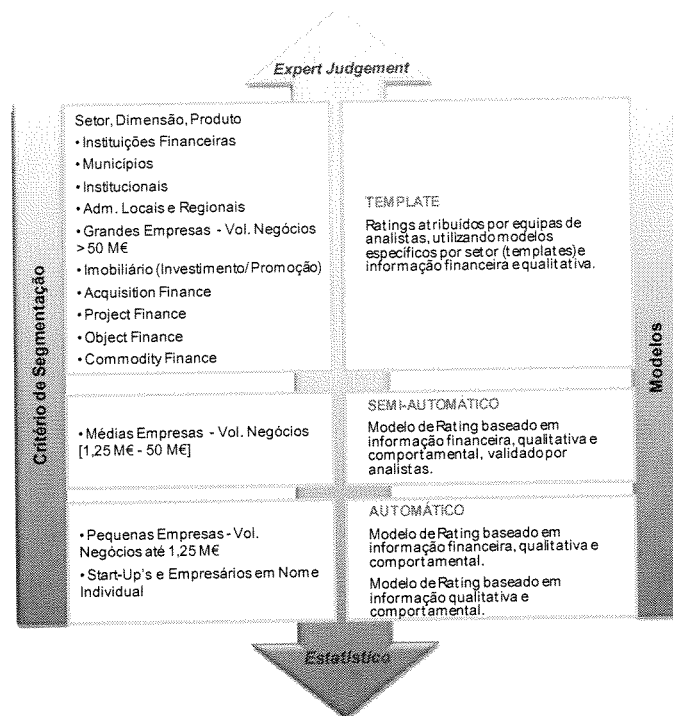 Expert Judgement
Critério de Segmentação
Setor, Dimensão, Produto
• Instituições Financeiras
• Municípios
• Institucionais
• Adm. Locais e Regionais
• Grandes Empresas - Vol. Negócios
> 50 M€
• Imobiliário (Investimento/Promoção)
• Acquisition Finance
• Project Finance
• Object Finance
• Commodity Finance
TEMPLATE
Ratings atribuídos por equipas de
analistas, utilizando modelos
específicos por setor (templates) e
informação financeira e qualitativa.
Modelos
• Médias Empresas - Vol. Negócios
[1,25 M€ - 50 M€]
SEMI-AUTOMÁTICO
Modelo de Rating baseado em
informação financeira, qualitativa e
comportamental, validado por
analistas.
• Pequenas Empresas - Vol.
Negócios até 1,25 M€
• Start-Up's e Empresários em Nome
Individual
AUTOMÁTICO
Modelo de Rating baseado em
informação financeira, qualitativa e
comportamental.
Modelo de Rating baseado em
informação qualitativa e
comportamental.
Estatístico